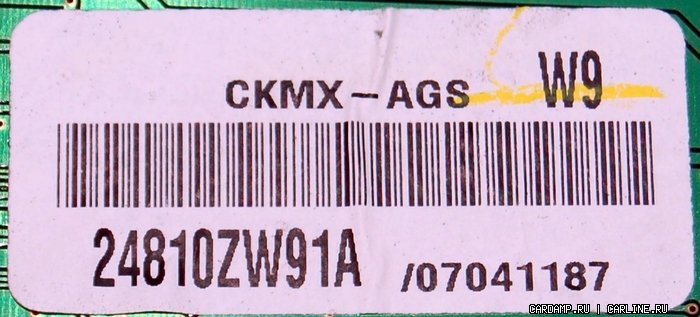 CKMX-AGS W9
24810ZW91A /07041187
CARDAMP.RU | CARLINE.RU